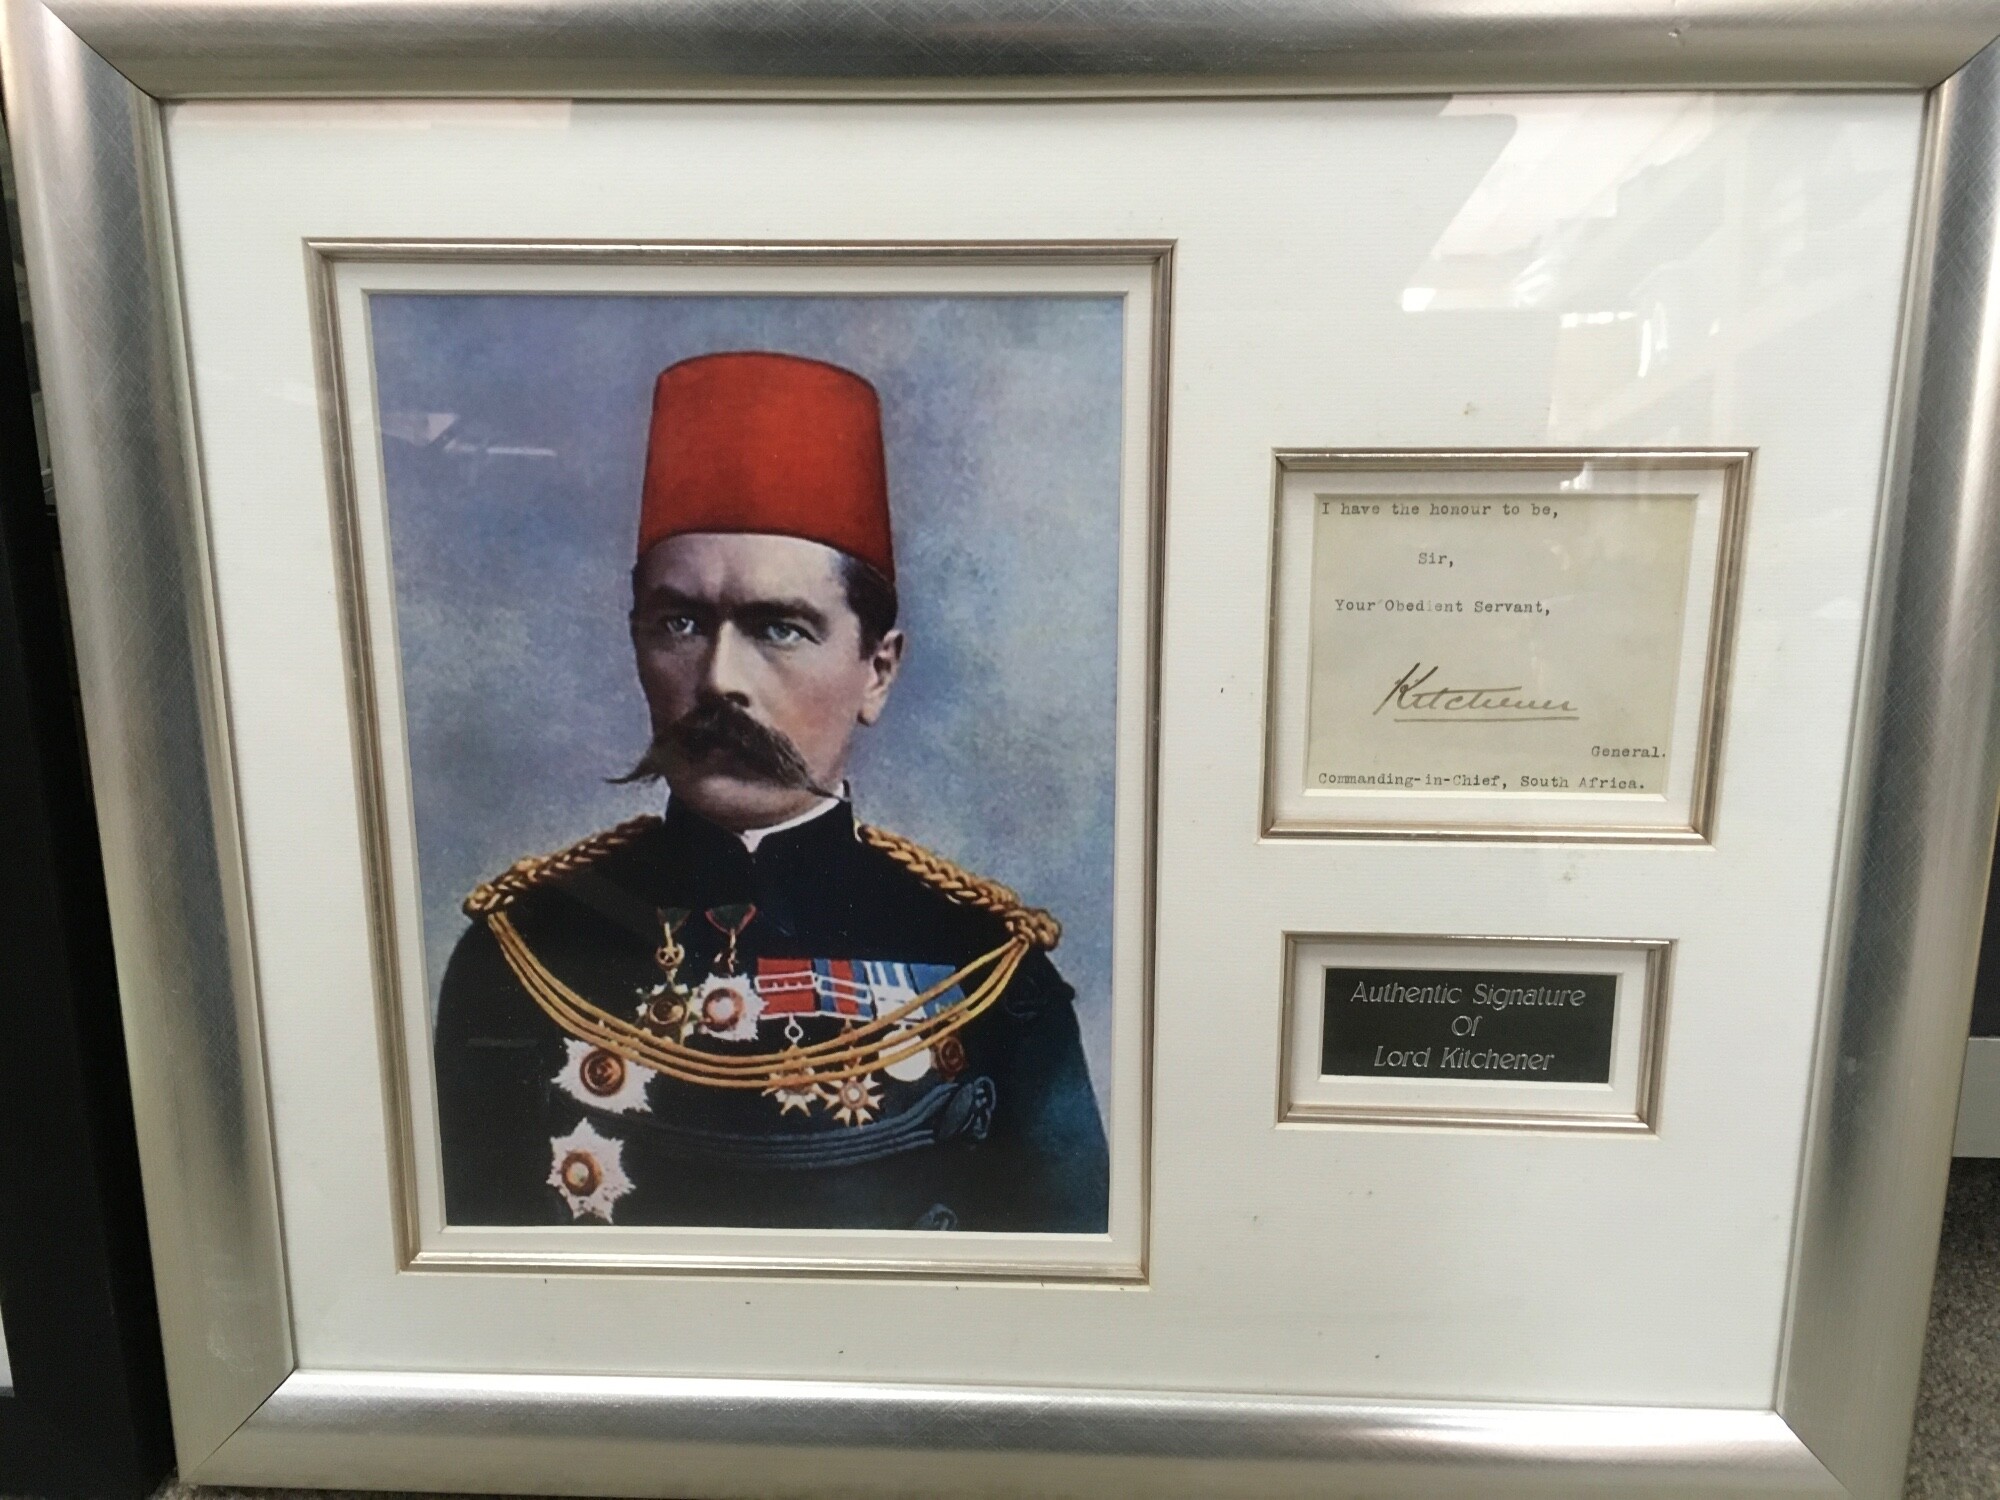 I have the honour to be,
Sir,
Your Obedient Servant,
Kitchener
General.
Commanding-in-Chief, South Africa.
Authentic Signature
Of
Lord Kitchener